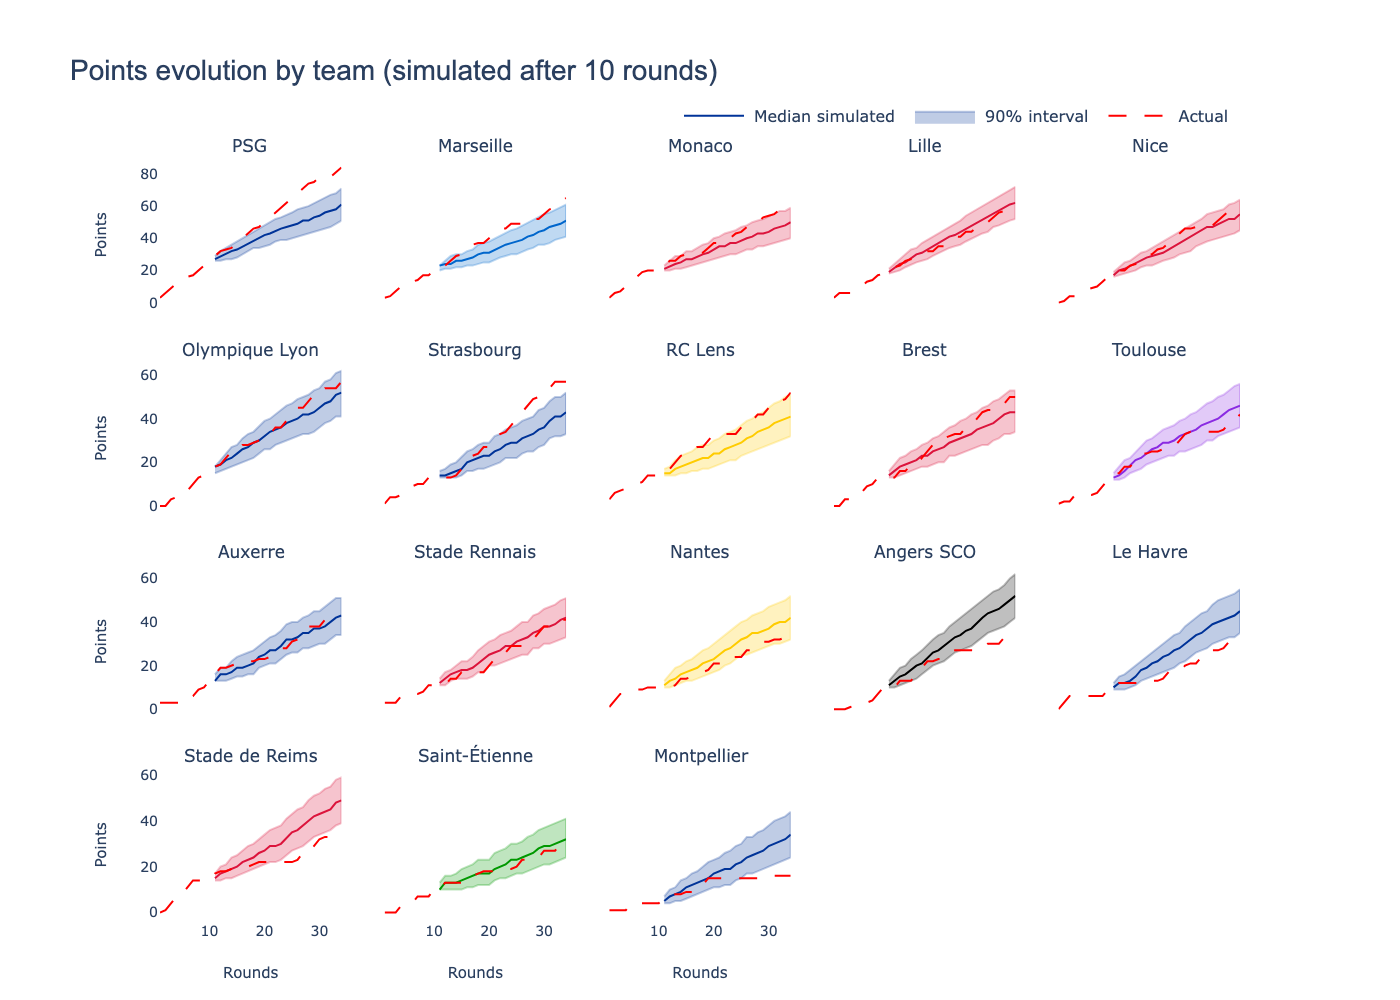 Points evolution by team (simulated after 10 rounds)
Median simulated 90% interval Actual
PSG Marseille Monaco Lille Nice
80
60
40
20
0
Points
Olympique Lyon Strasbourg RC Lens Brest Toulouse
60
40
20
0
Points
Auxerre Stade Rennais Nantes Angers SCO Le Havre
60
40
20
0
Points
Stade de Reims Saint-Étienne Montpellier
60
40
20
0
Points
10 20 30 10 20 30 10 20 30
Rounds Rounds Rounds